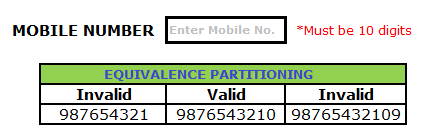 MOBILE NUMBER Enter Mobile No. *Must be 10 digits
EQUIVALENCE PARTITIONING
Invalid Valid Invalid
987654321 9876543210 98765432109